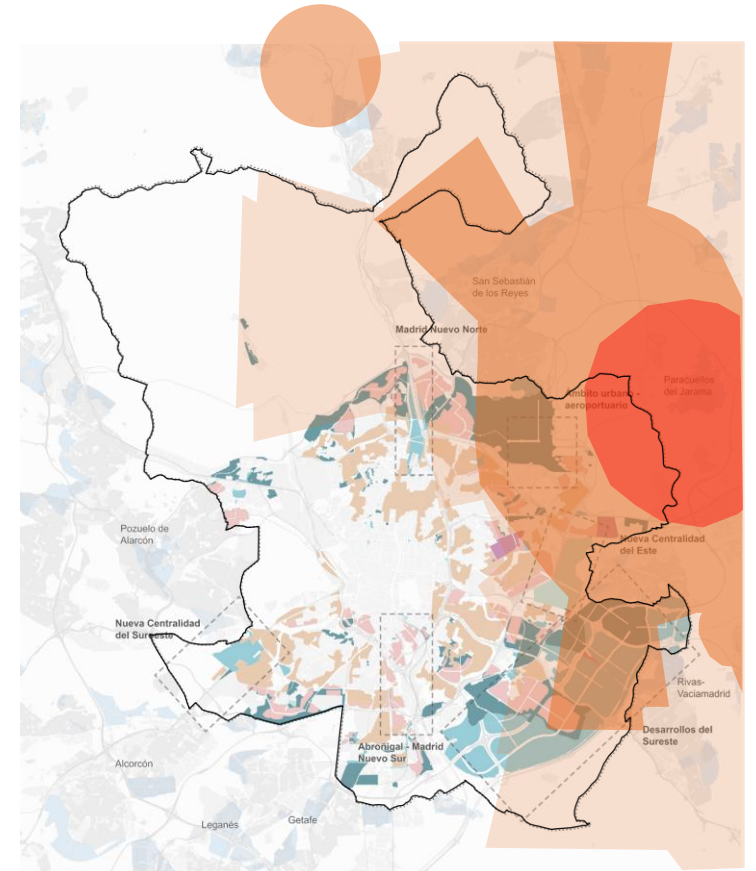 San Sebastián
de los Reyes
Madrid Nuevo Norte
Paracuellos
del Jarama
Ámbito urbano -
aeroportuario
Pozuelo de
Alarcón
Nueva Centralidad
del Este
Nueva Centralidad
del Suroeste
Rivas-
Vaciamadrid
Desarrollos del
Sureste
Abroñigal - Madrid
Nuevo Sur
Alcorcón
Getafe
Leganés